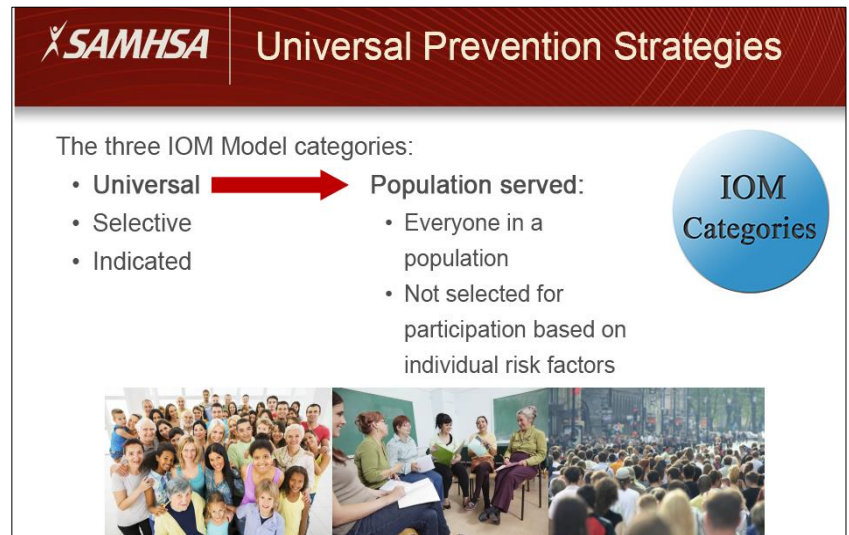 SAMHSA
Universal Prevention Strategies
The three IOM Model categories:
• Universal
• Selective
• Indicated
Population served:
• Everyone in a
population
• Not selected for
participation based on
individual risk factors
IOM
Categories